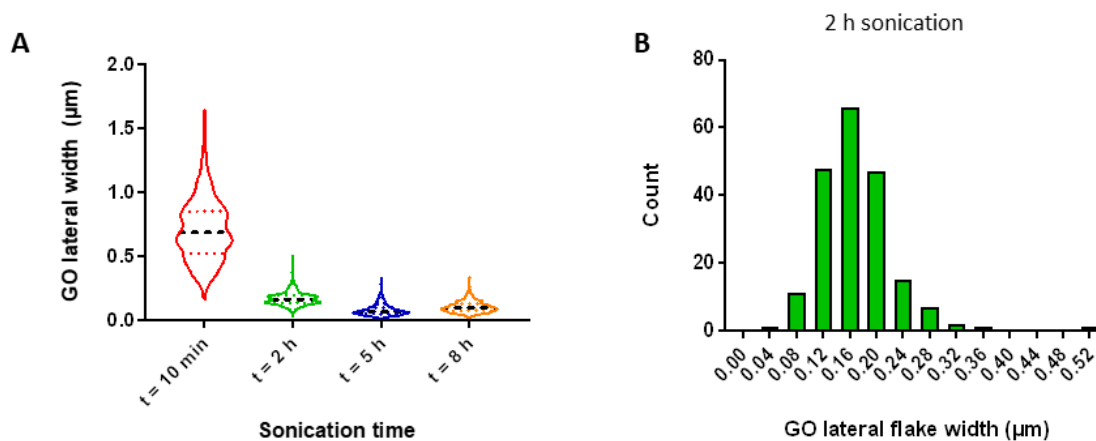 A
GO lateral width (µm)
2.0
1.5
1.0
0.5
0.0
t = 10 min
t = 2 h
t = 5 h
t = 8 h
Sonication time
B
2 h sonication
Count
80
60
40
20
0
0.00
0.04
0.08
0.12
0.16
0.20
0.24
0.28
0.32
0.36
0.40
0.44
0.48
0.52
GO lateral flake width (µm)